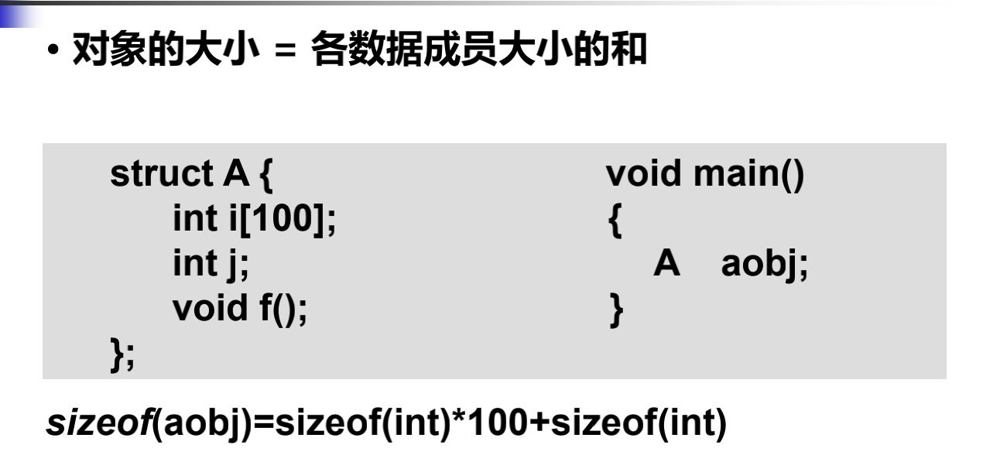 • 对象的大小 = 各数据成员大小的和
struct A {
int i[100];
int j;
void f();
};
void main()
{
A aobj;
}
sizeof(aobj)=sizeof(int)*100+sizeof(int)